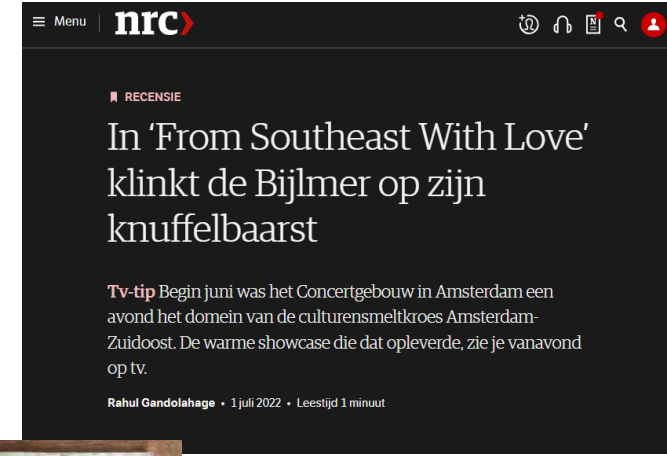 Menu
nrc
RECENSIE
In ‘From Southeast With Love’
klinkt de Bijlmer op zijn
knuffelbaarst
Tv-tip Begin juni was het Concertgebouw in Amsterdam een
avond het domein van de culturensmeltkroes Amsterdam-
Zuidoost. De warme showcase die dat opleverde, zie je vanavond
op tv.
Rahul Gandolahage • 1 juli 2022 • Leestijd 1 minuut